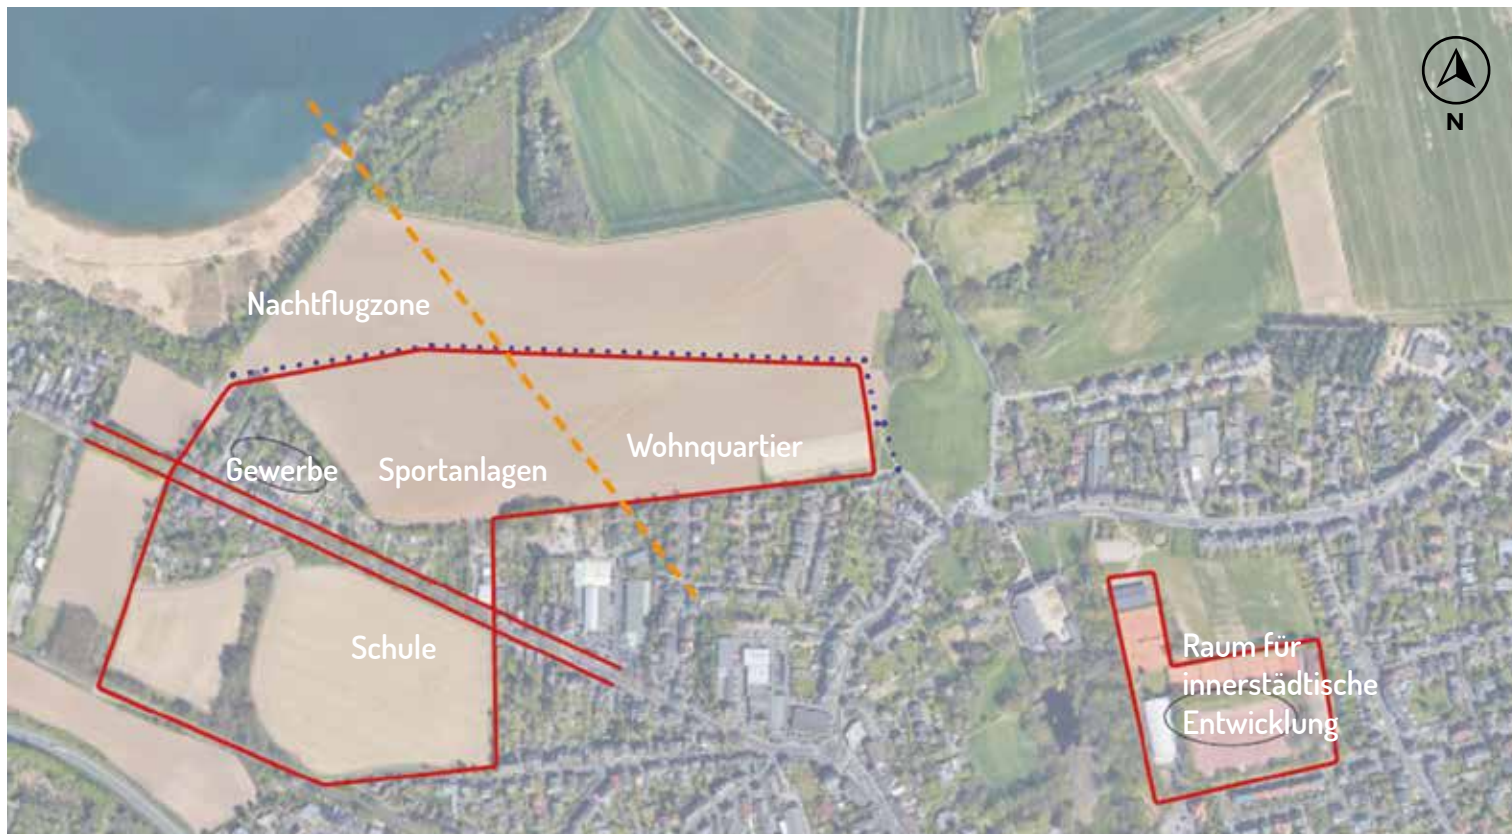 N
Nachtflugzone
Wohnquartier
Gewerbe
Sportanlagen
Schule
Raum für
innerstädtische
Entwicklung